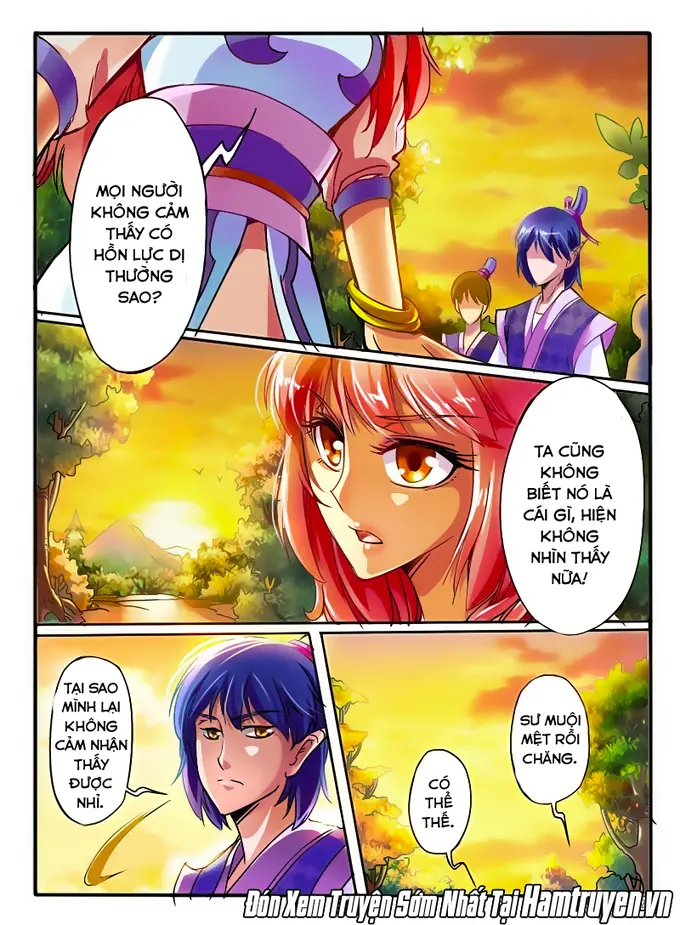 MỌI NGƯỜI
KHÔNG CẢM
THẤY CÓ
HỒN LỰC DỊ
THƯỜNG
SAO?
TA CŨNG
KHÔNG
BIẾT NÓ LÀ
CÁI GÌ, HIỆN
KHÔNG
NHÌN THẤY
NỮA!
TẠI SAO
MÌNH LẠI
KHÔNG
CẢM NHẬN
THẤY
ĐƯỢC
NHỈ.
SƯ MUỘI
MỆT RỒI
CHĂNG.
CÓ
THỂ
THẾ.
Đón Xem Truyện Sớm Nhất Tại Hamtruyen.vn